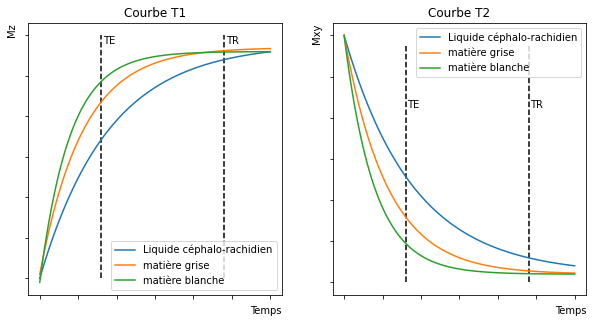 Courbe T1
Mz
TE
TR
Liquide céphalo-rachidien
matière grise
matière blanche
Temps
Courbe T2
Mxy
Liquide céphalo-rachidien
matière grise
matière blanche
TE
TR
Temps